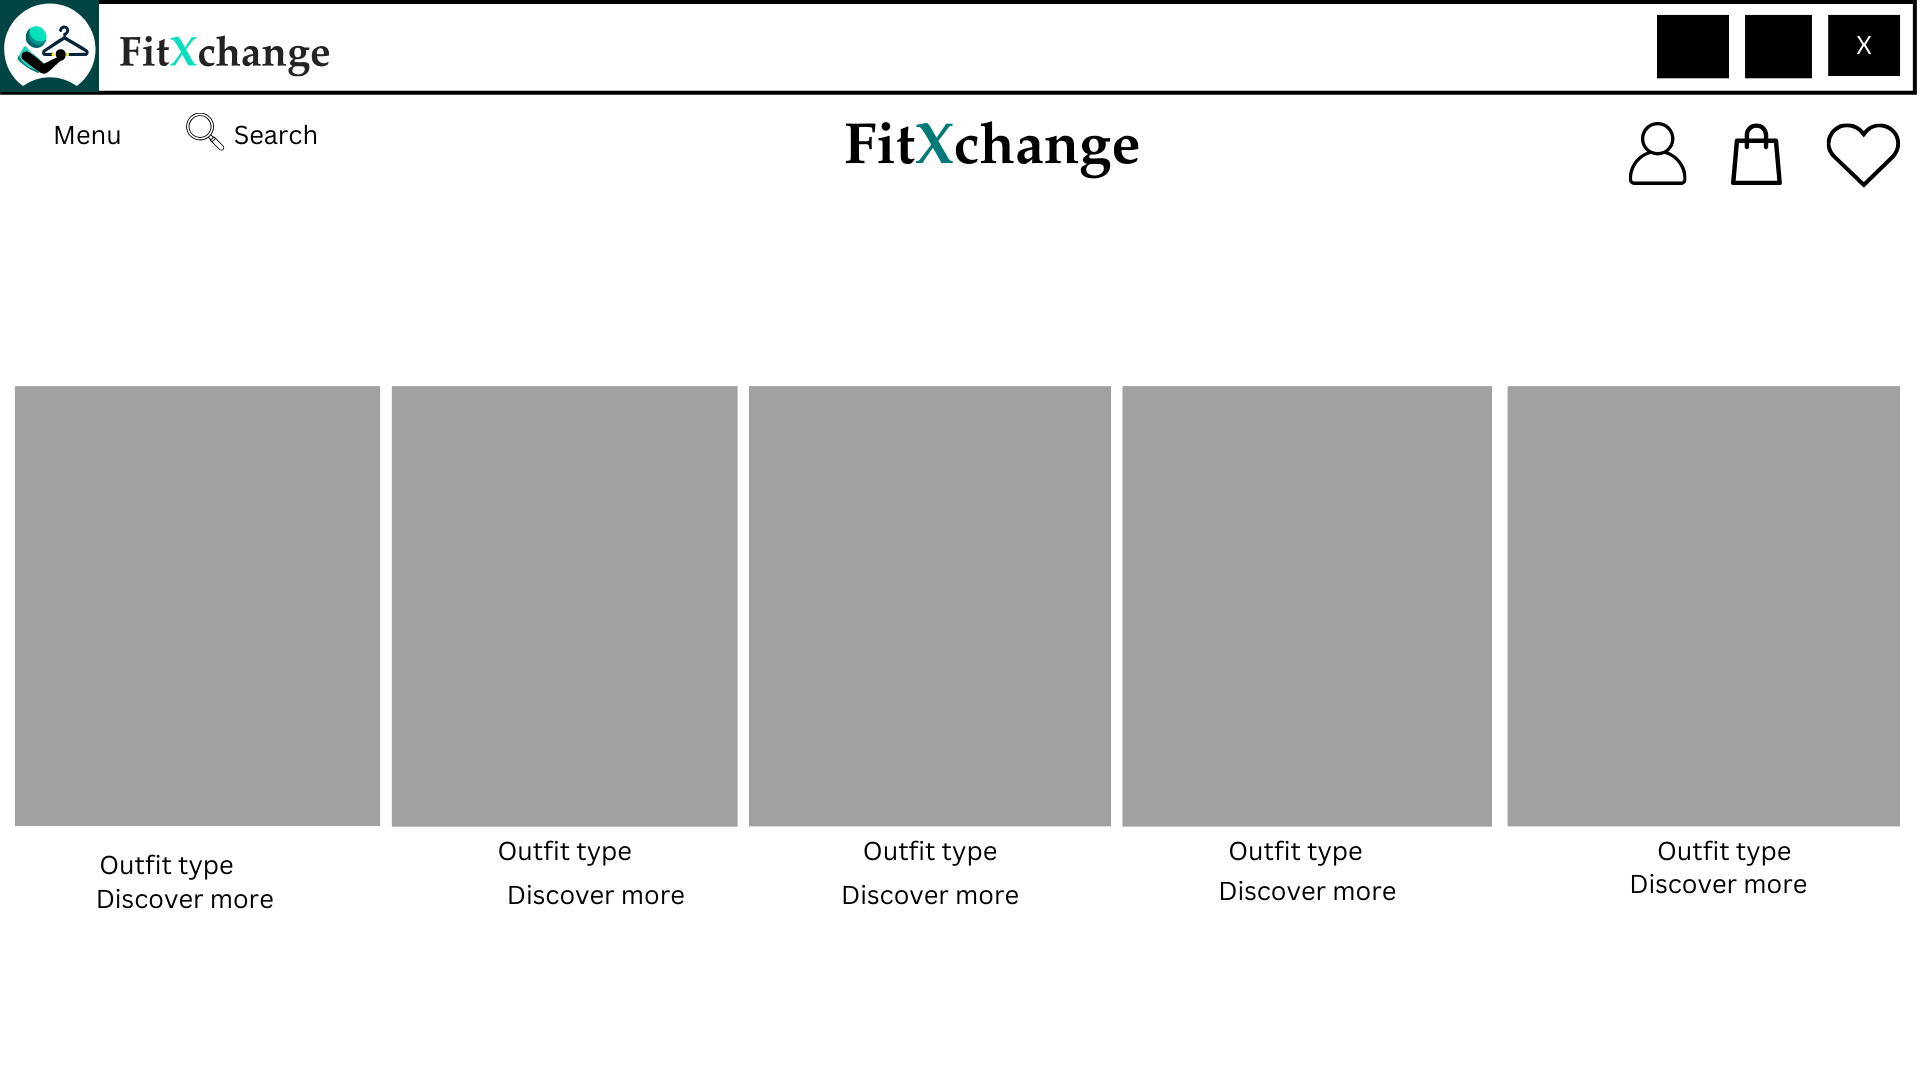 FitXchange
X
Menu
Search
FitXchange
Outfit type
Discover more
Outfit type
Discover more
Outfit type
Discover more
Outfit type
Discover more
Outfit type
Discover more